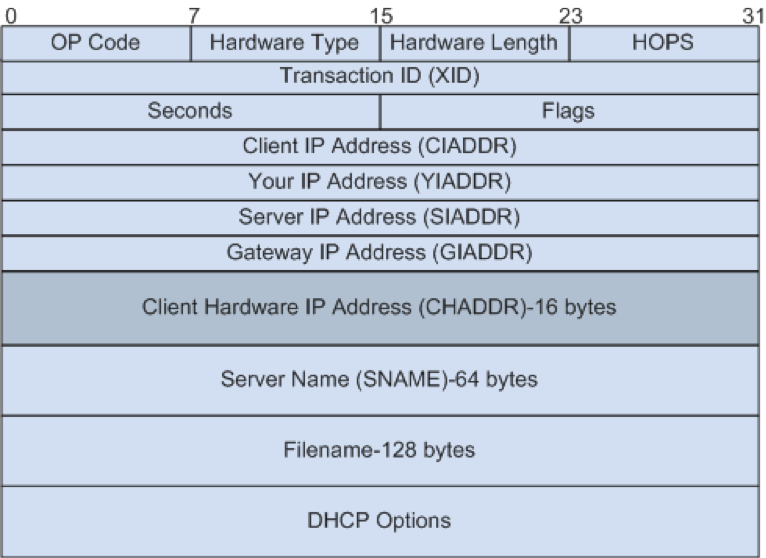 0 7 15 23 31
OP Code Hardware Type Hardware Length HOPS
Transaction ID (XID)
Seconds Flags
Client IP Address (CIADDR)
Your IP Address (YIADDR)
Server IP Address (SIADDR)
Gateway IP Address (GIADDR)
Client Hardware IP Address (CHADDR)-16 bytes
Server Name (SNAME)-64 bytes
Filename-128 bytes
DHCP Options